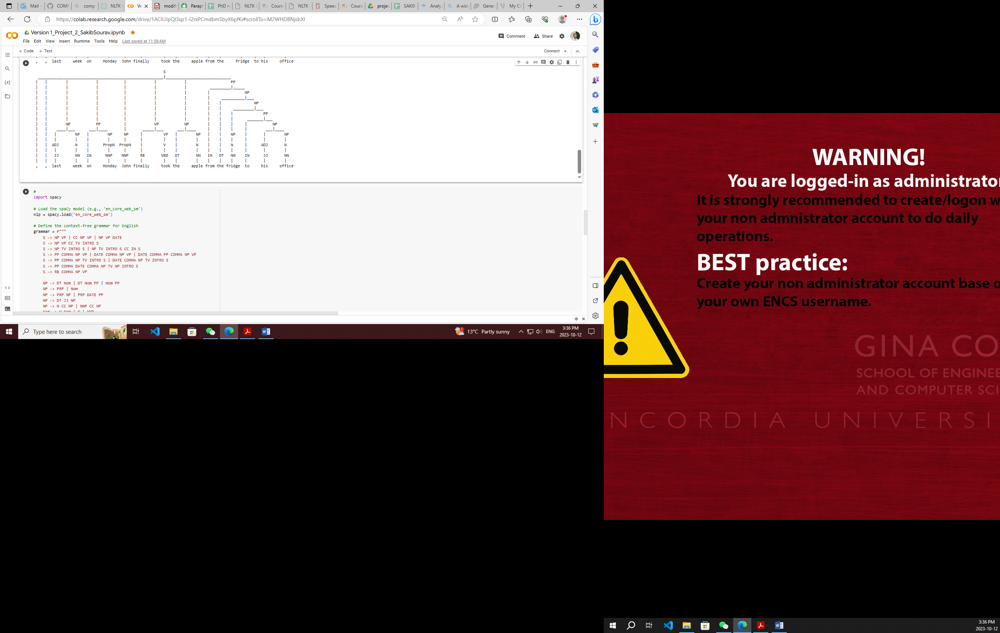 Mail -
COMP
comp
NLTK
Ve
modifi
Parap
PhD n
NLTK
Course
NLTK
Speec
Cours
projec
SAKIB
Analy
A wide
Gener
My Ci
https://colab.research.google.com/drive/1AClUJpQl3qz1-I2rxPCmdbmSbyX6pfKi#scrollTo=M2WHDBNjsbXl
Version 1_Project_2_SakibSourav.ipynb
Comment Share
File Edit View Insert Runtime Tools Help Last saved at 11:58 AM
+ Code + Text Connect
, , last week on Monday John finally took the apple from the fridge to his office
S
PP
NP
NP
PP
NP PP VP NP NP
NP NP NP VP NP NP NP
ADJ N PropN PropN V N N ADJ N
JJ NN IN NNP NNP RB VBD DT NN IN DT NN IN JJ NN
, , last week on Monday John finally took the apple from the fridge to his office
#
import spacy
# Load the spaCy model (e.g., 'en_core_web_sm')
nlp = spacy.load('en_core_web_sm')
# Define the context-free grammar for English
grammar = r"""
S -> NP VP | CC NP VP | NP VP DATE
S -> NP VP CC TV INTRO S
S -> NP TV INTRO S | NP TV INTRO S CC IN S
S -> PP COMMA NP VP | DATE COMMA NP VP | DATE COMMA PP COMMA NP VP
S -> PP COMMA NP TV INTRO S | DATE COMMA NP TV INTRO S
S -> PP COMMA DATE COMMA NP TV NP INTRO S
S -> RB COMMA NP VP
NP -> DT Nom | DT Nom PP | Nom PP
NP -> PRP | Nom
NP -> PRP NP | PRP DATE PP
NP -> DT JJ NP
NP -> N CC NP | NNP CC NP
Nom -> N Nom | N | NNP
Type here to search
13°C Partly sunny
ENG
3:36 PM
2023-10-12
WARNING!
You are logged-in as administrato
It is strongly recommended to create/logon w
your non admnistrator account to do daily
operations.
BEST practice:
Create your non administrator account base o
your own ENCS username.
GINA CO
SCHOOL OF ENGINEE
AND COMPUTER SCI
NCORDIA UNIVERSI
3:36 PM
2023-10-12